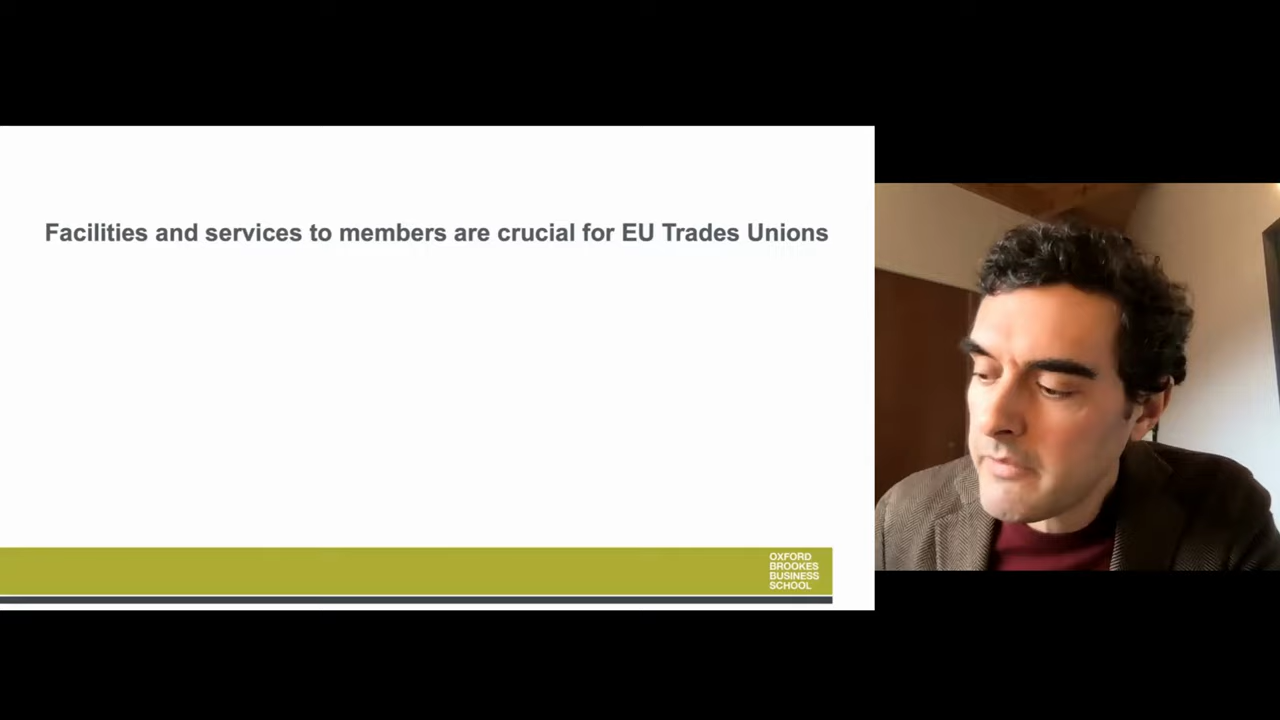 Facilities and services to members are crucial for EU Trades Unions
OXFORD
BROOKES
BUSINESS
SCHOOL